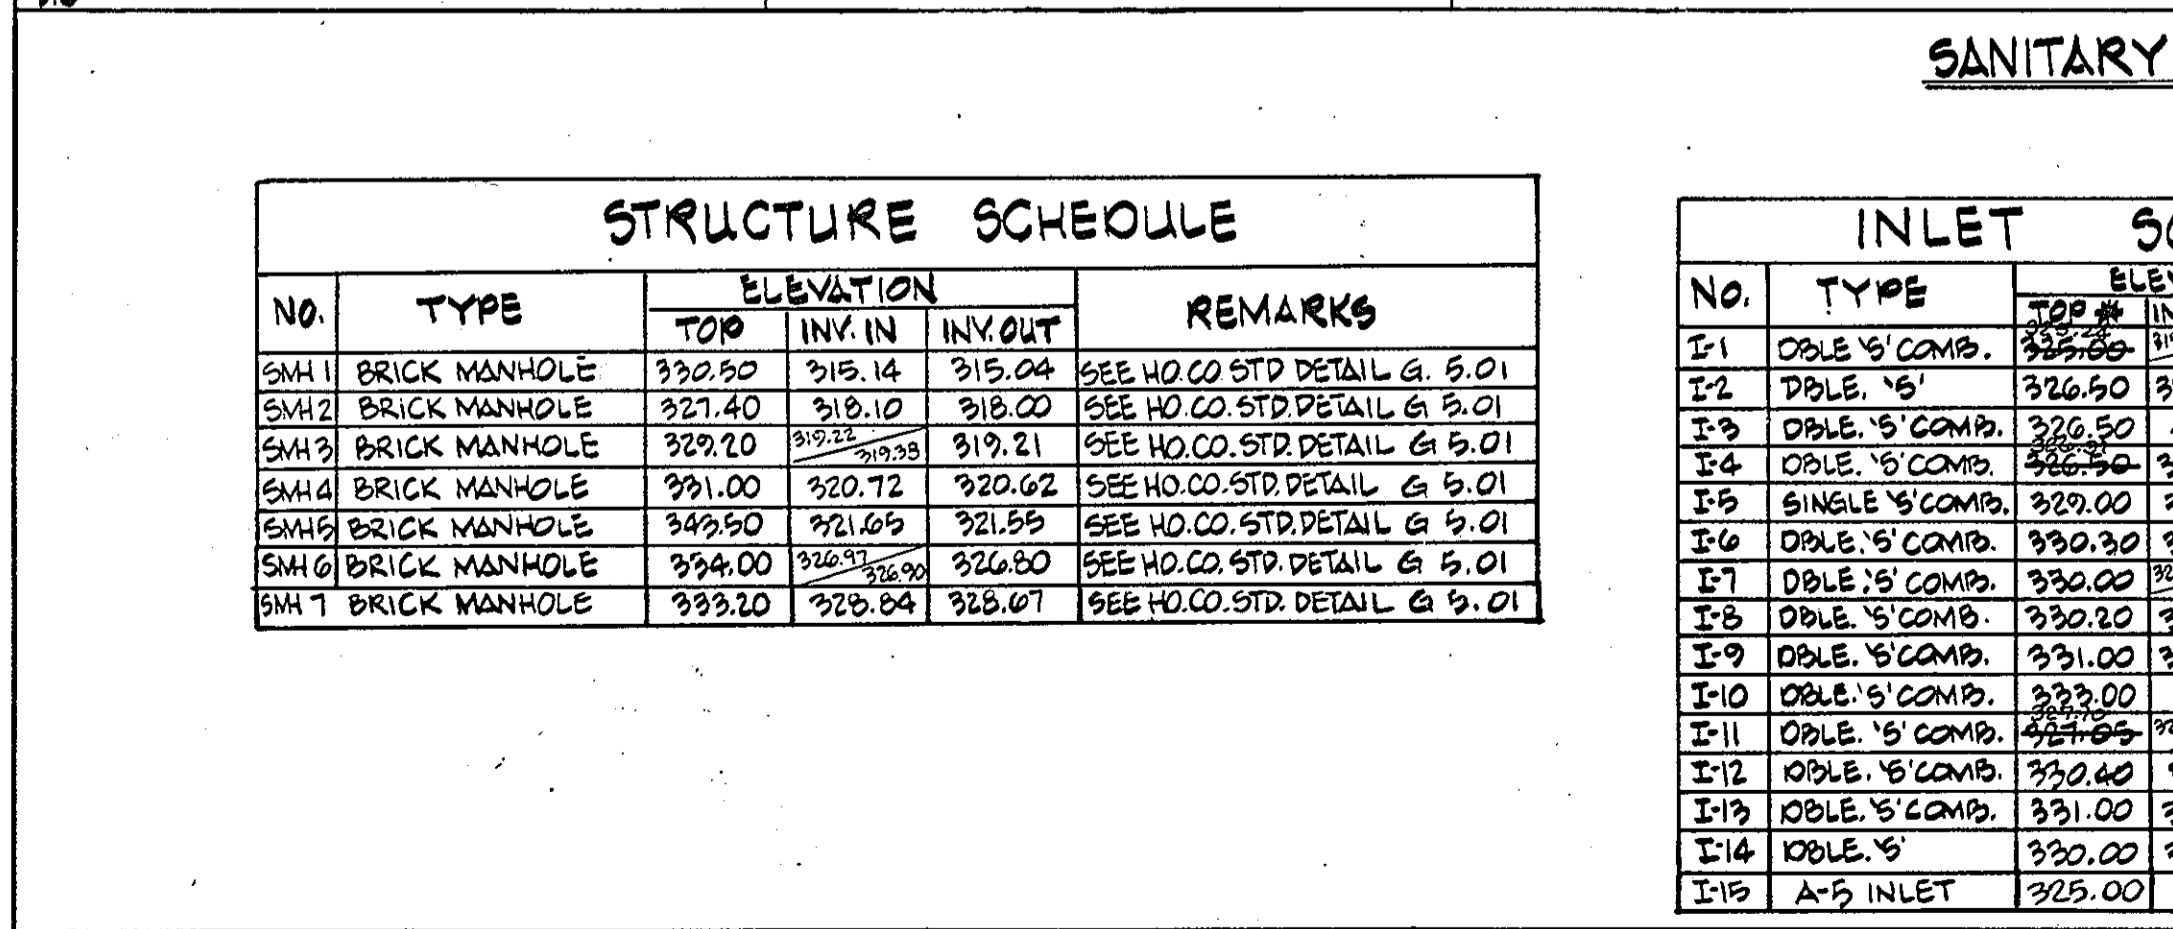 SANITARY
STRUCTURE SCHEDULE
NO. TYPE ELEVATION REMARKS
TOP INV. IN INV. OUT
SMH 1 BRICK MANHOLE 330.50 315.14 315.04 SEE HO.CO. STD DETAIL G. 5.01
SMH 2 BRICK MANHOLE 327.40 318.10 318.00 SEE HO.CO. STD. DETAIL G 5.01
SMH 3 BRICK MANHOLE 329.20 319.22 319.38 319.21 SEE HO.CO. STD. DETAIL G 5.01
SMH 4 BRICK MANHOLE 331.00 320.72 320.62 SEE HO.CO. STD. DETAIL G 5.01
SMH 5 BRICK MANHOLE 343.50 321.65 321.55 SEE HO.CO. STD. DETAIL G 5.01
SMH 6 BRICK MANHOLE 334.00 326.97 326.90 326.80 SEE HO.CO. STD. DETAIL G 5.01
SMH 7 BRICK MANHOLE 333.20 328.84 328.67 SEE HO.CO. STD. DETAIL G 5.01
INLET
NO. TYPE
TOP #
I-1 DBLE 'S' COMB. 325.00
I-2 DBLE. 'S' 326.50
I-3 DBLE. 'S' COMB. 326.50
I-4 DBLE. 'S' COMB. 326.50
I-5 SINGLE 'S' COMB. 329.00
I-6 DBLE. 'S' COMB. 330.30
I-7 DBLE. 'S' COMB. 330.00
I-8 DBLE. 'S' COMB. 330.20
I-9 DBLE. 'S' COMB. 331.00
I-10 DBLE. 'S' COMB. 333.00
I-11 DBLE. 'S' COMB. 327.05
I-12 DBLE. 'S' COMB. 330.40
I-13 DBLE. 'S' COMB. 331.00
I-14 DBLE. 'S' 330.00
I-15 A-5 INLET 325.00